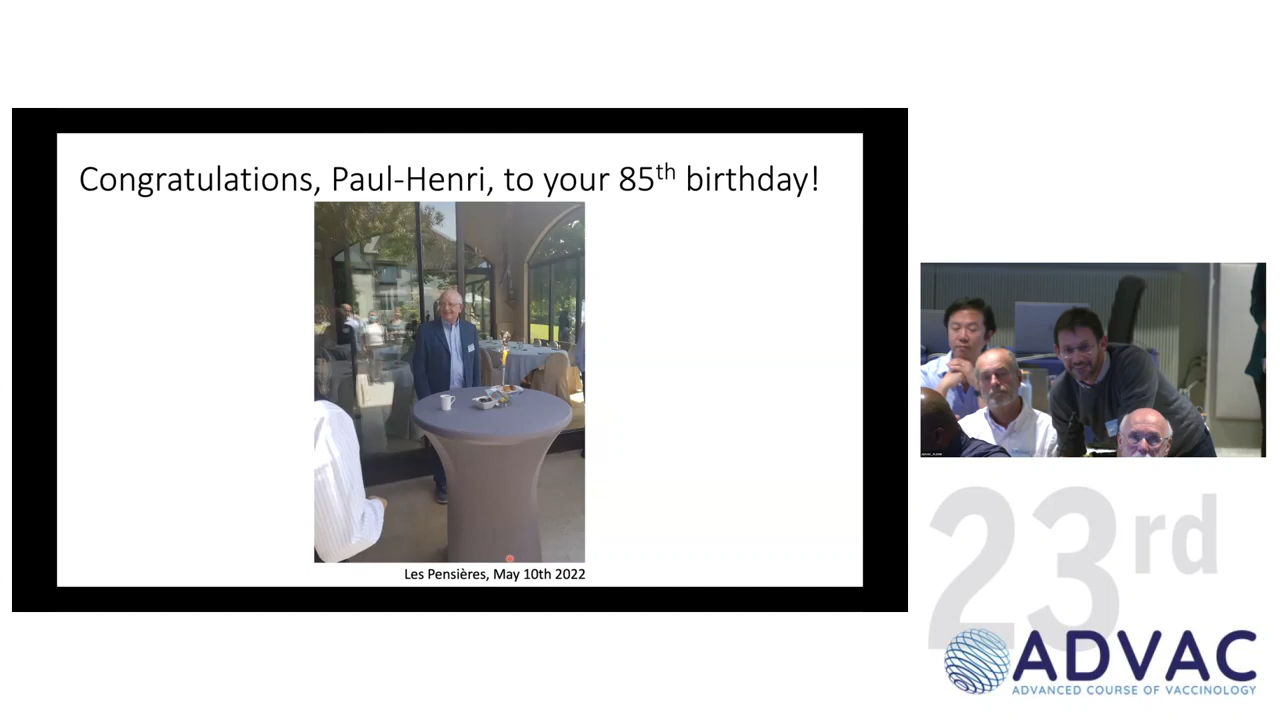 Congratulations, Paul-Henri, to your 85th birthday!
Les Pensières, May 10th 2022
23rd
ADVAC
ADVANCED COURSE OF VACCINOLOGY